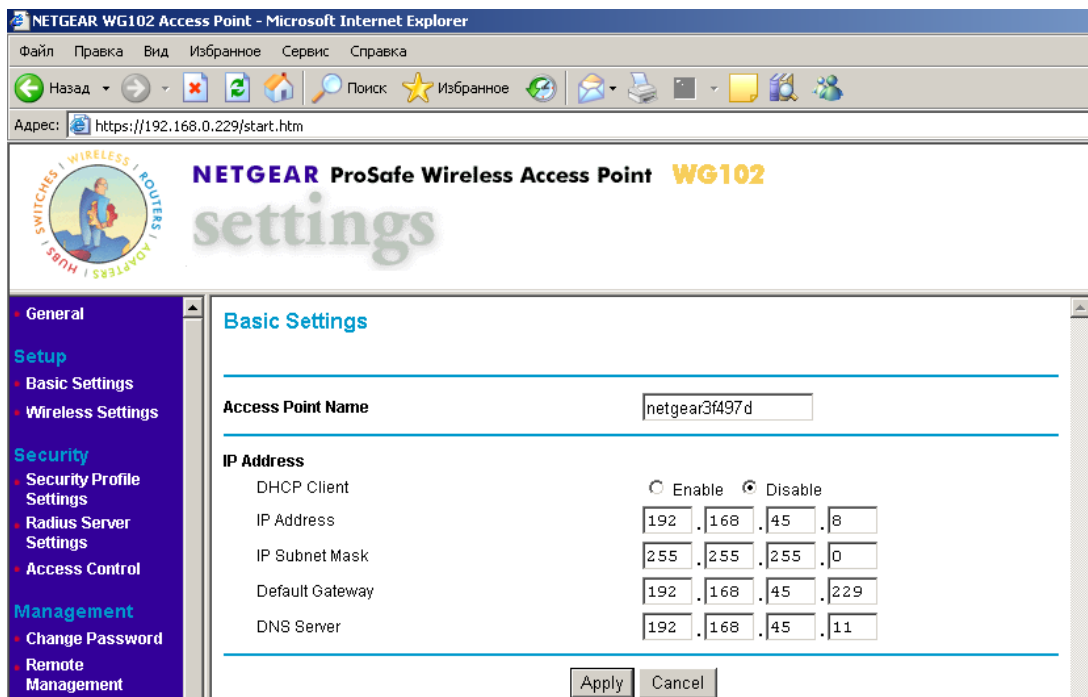 NETGEAR WG102 Access Point - Microsoft Internet Explorer
Файл Правка Вид Избранное Сервис Справка
Назад Поиск Избранное
Адрес: https://192.168.0.229/start.htm
WIRELESS | ROUTERS | ADAPTERS | HUBS | SWITCHES |
NETGEAR ProSafe Wireless Access Point WG102
settings
General
Setup
Basic Settings
Wireless Settings
Security
Security Profile
Settings
Radius Server
Settings
Access Control
Management
Change Password
Remote
Management
Basic Settings
Access Point Name netgear3f497d
IP Address
DHCP Client Enable Disable
IP Address 192 . 168 . 45 . 8
IP Subnet Mask 255 . 255 . 255 . 0
Default Gateway 192 . 168 . 45 . 229
DNS Server 192 . 168 . 45 . 11
Apply Cancel